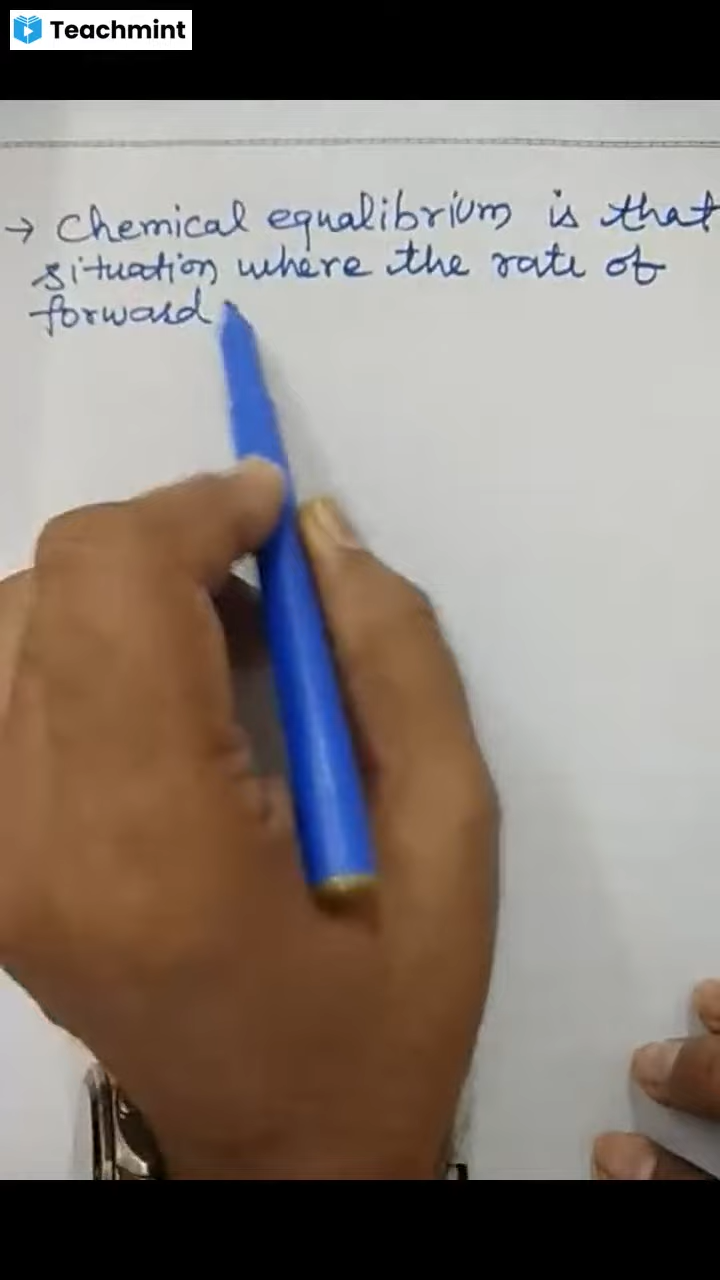 Teachmint
→ Chemical equalibrium is that
situation where the rate of
forward